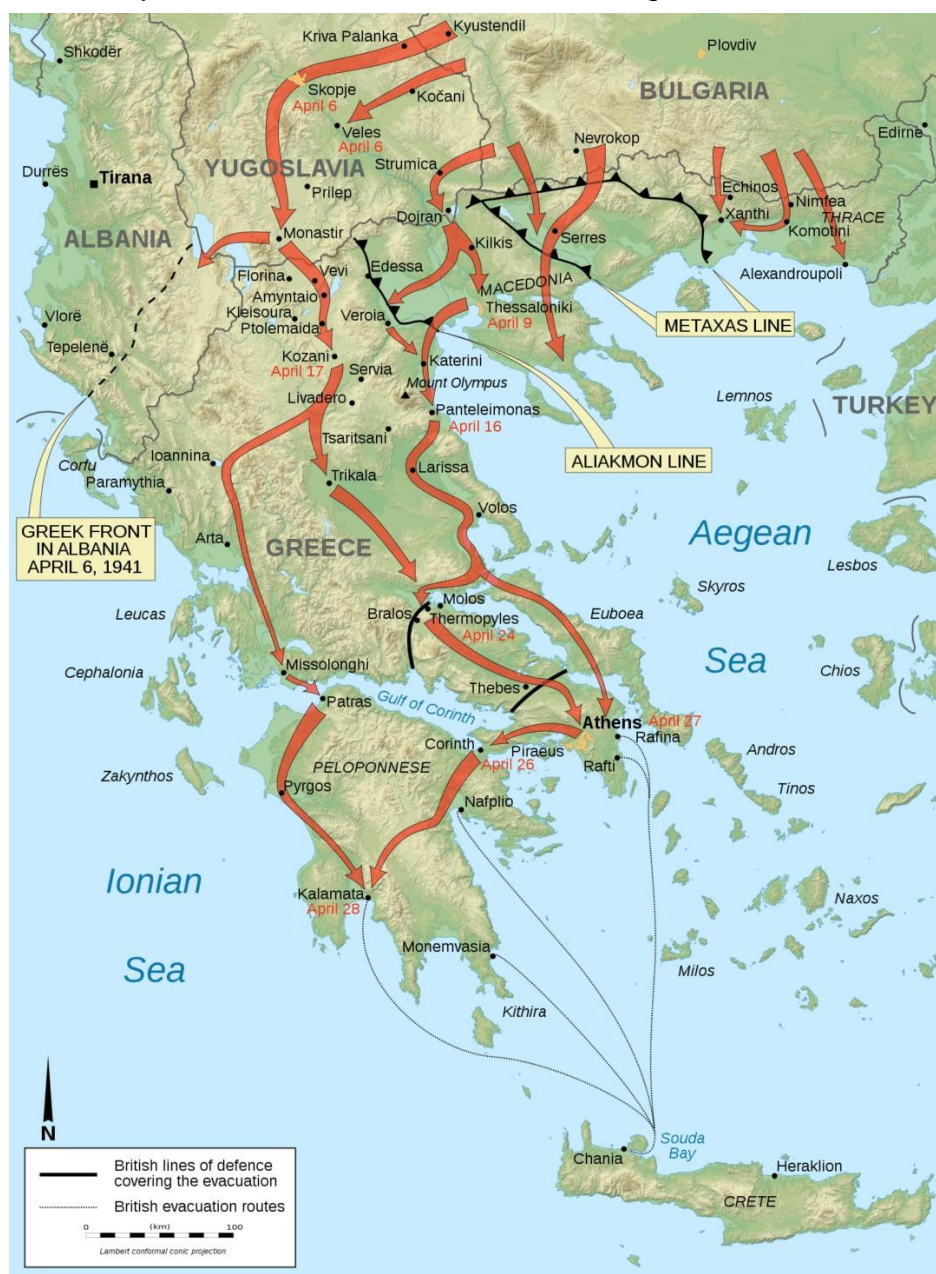 Kyustendil
Kriva Palanka
Shkodër
Plovdiv
Skopje
April 6
Kočani
BULGARIA
Veles
April 6
Edirne
Nevrokop
YUGOSLAVIA
Strumica
Durrës
Tirana
Prilep
Echinos
Nimfea
Dojran
Xanthi
THRACE
Komotini
ALBANIA
Monastir
Kilkis
Serres
Florina
Vevi
Edessa
Alexandroupoli
Amyntaio
MACEDONIA
Kleisoura
Thessaloniki
April 9
Vlorë
Ptolemaida
Veroia
METAXAS LINE
Tepelenë
Kozani
April 17
Katerini
Servia
Mount Olympus
Livadero
Lemnos
TURKEY
Panteleimonas
April 16
Tsaritsani
Corfu
Ioannina
ALIAKMON LINE
Paramythia
Trikala
Larissa
Volos
GREEK FRONT
IN ALBANIA
APRIL 6, 1941
Arta
GREECE
Aegean
Sea
Lesbos
Skyros
Leucas
Bralos
Molos
Thermopyles
April 24
Euboea
Cephalonia
Missolonghi
Thebes
Chios
Patras
Gulf of Corinth
Athens
April 27
Rafina
Corinth
April 26
Piraeus
Rafti
Andros
Zakynthos
PELOPONNESE
Tinos
Pyrgos
Nafplio
Ionian
Sea
Kalamata
April 28
Naxos
Monemvasia
Milos
Kithira
N
Souda
Bay
Chania
Heraklion
CRETE
British lines of defence
covering the evacuation
British evacuation routes
0 (km) 100
Lambert conformal conic projection